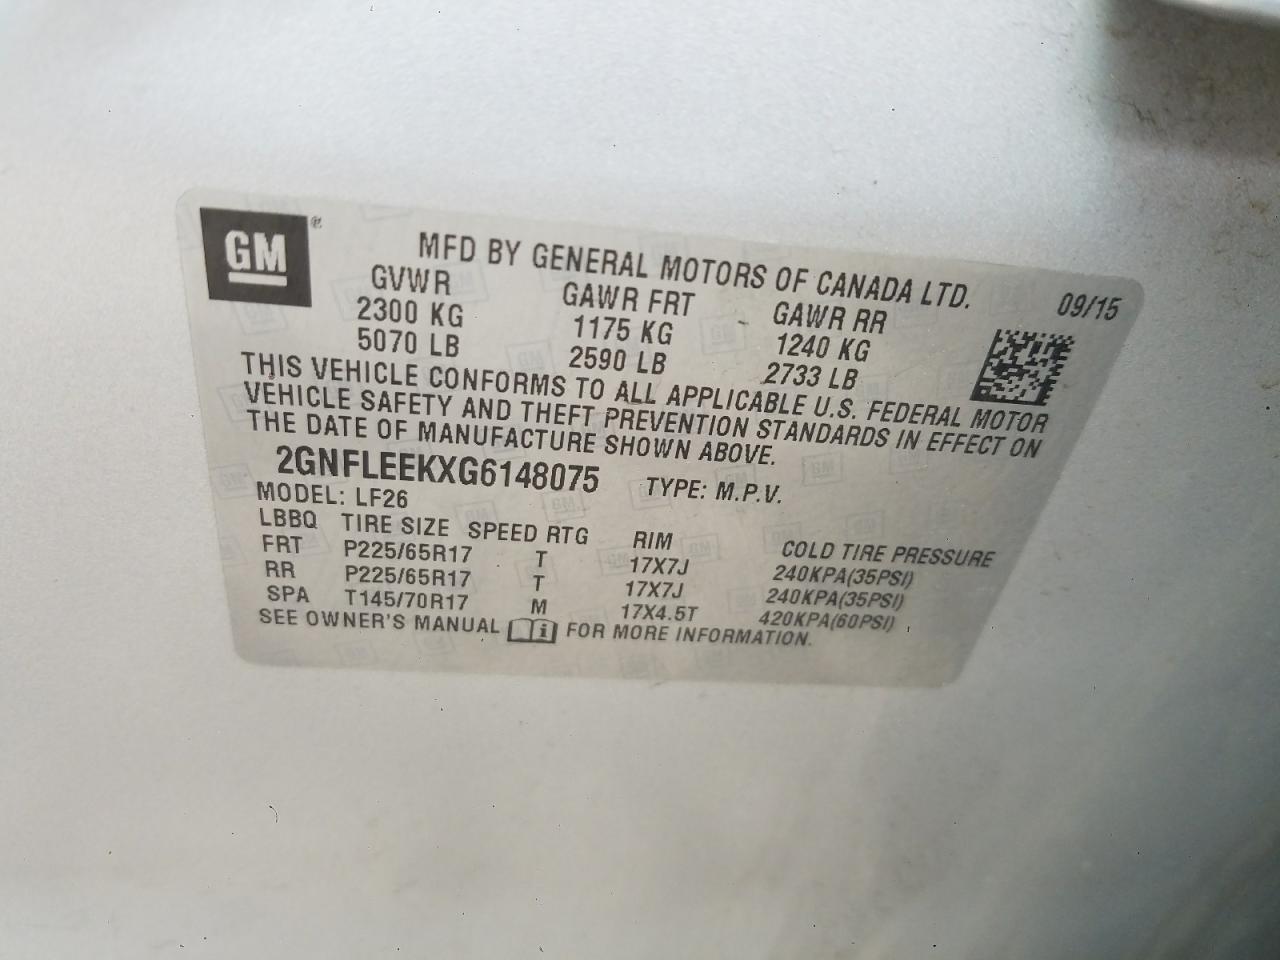 GM ®
MFD BY GENERAL MOTORS OF CANADA LTD.
09/15
GVWR GAWR FRT GAWR RR
2300 KG 1175 KG 1240 KG
5070 LB 2590 LB 2733 LB
THIS VEHICLE CONFORMS TO ALL APPLICABLE U.S. FEDERAL MOTOR
VEHICLE SAFETY AND THEFT PREVENTION STANDARDS IN EFFECT ON
THE DATE OF MANUFACTURE SHOWN ABOVE.
2GNFLEEKXG6148075 TYPE: M.P.V.
MODEL: LF26
LBBQ TIRE SIZE SPEED RTG RIM COLD TIRE PRESSURE
FRT P225/65R17 T 17X7J 240KPA(35PSI)
RR P225/65R17 T 17X7J 240KPA(35PSI)
SPA T145/70R17 M 17X4.5T 420KPA(60PSI)
SEE OWNER'S MANUAL i FOR MORE INFORMATION.